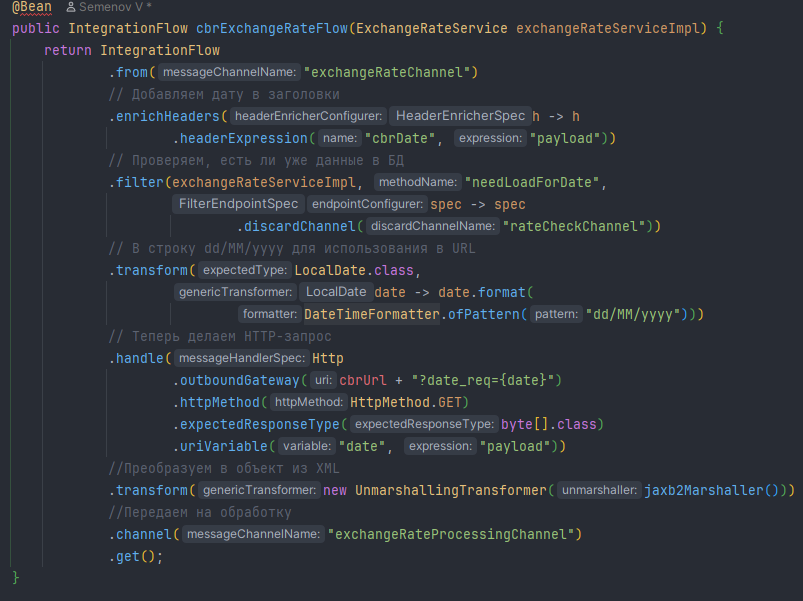 @Bean Semenov V *
public IntegrationFlow cbrExchangeRateFlow(ExchangeRateService exchangeRateServiceImpl) {
return IntegrationFlow
.from( messageChannelName: "exchangeRateChannel")
// Добавляем дату в заголовки
.enrichHeaders( headerEnricherConfigurer: HeaderEnricherSpec h -> h
.headerExpression( name: "cbrDate", expression: "payload"))
// Проверяем, есть ли уже данные в БД
.filter(exchangeRateServiceImpl, methodName: "needLoadForDate",
FilterEndpointSpec endpointConfigurer: spec -> spec
.discardChannel( discardChannelName: "rateCheckChannel"))
// В строку dd/MM/yyyy для использования в URL
.transform( expectedType: LocalDate.class,
genericTransformer: LocalDate date -> date.format(
formatter: DateTimeFormatter.ofPattern( pattern: "dd/MM/yyyy")))
// Теперь делаем HTTP-запрос
.handle( messageHandlerSpec: Http
.outboundGateway( uri: cbrUrl + "?date_req={date}")
.httpMethod( httpMethod: HttpMethod.GET)
.expectedResponseType( expectedResponseType: byte[].class)
.uriVariable( variable: "date", expression: "payload"))
//Преобразуем в объект из XML
.transform( genericTransformer: new UnmarshallingTransformer( unmarshaller: jaxb2Marshaller()))
//Передаем на обработку
.channel( messageChannelName: "exchangeRateProcessingChannel")
.get();
}